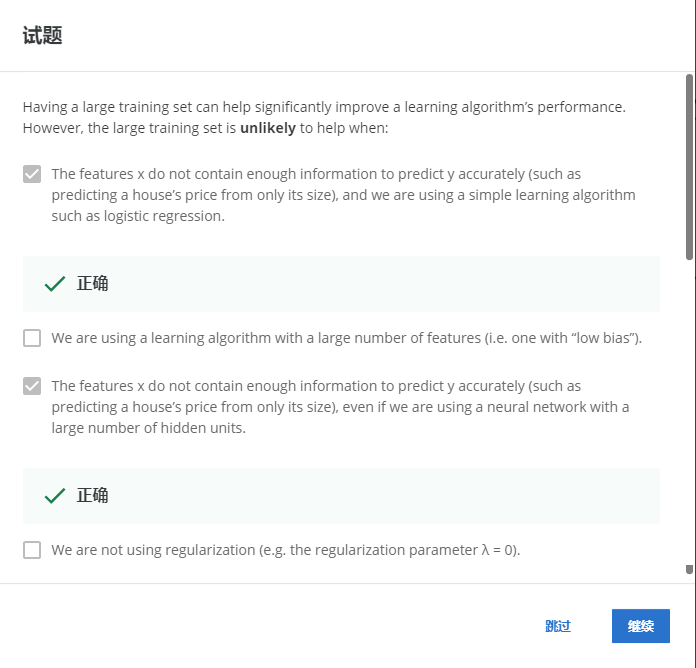 试题
Having a large training set can help significantly improve a learning algorithm’s performance.
However, the large training set is unlikely to help when:
The features x do not contain enough information to predict y accurately (such as
predicting a house’s price from only its size), and we are using a simple learning algorithm
such as logistic regression.
正确
We are using a learning algorithm with a large number of features (i.e. one with “low bias”).
The features x do not contain enough information to predict y accurately (such as
predicting a house’s price from only its size), even if we are using a neural network with a
large number of hidden units.
正确
We are not using regularization (e.g. the regularization parameter λ = 0).
跳过
继续